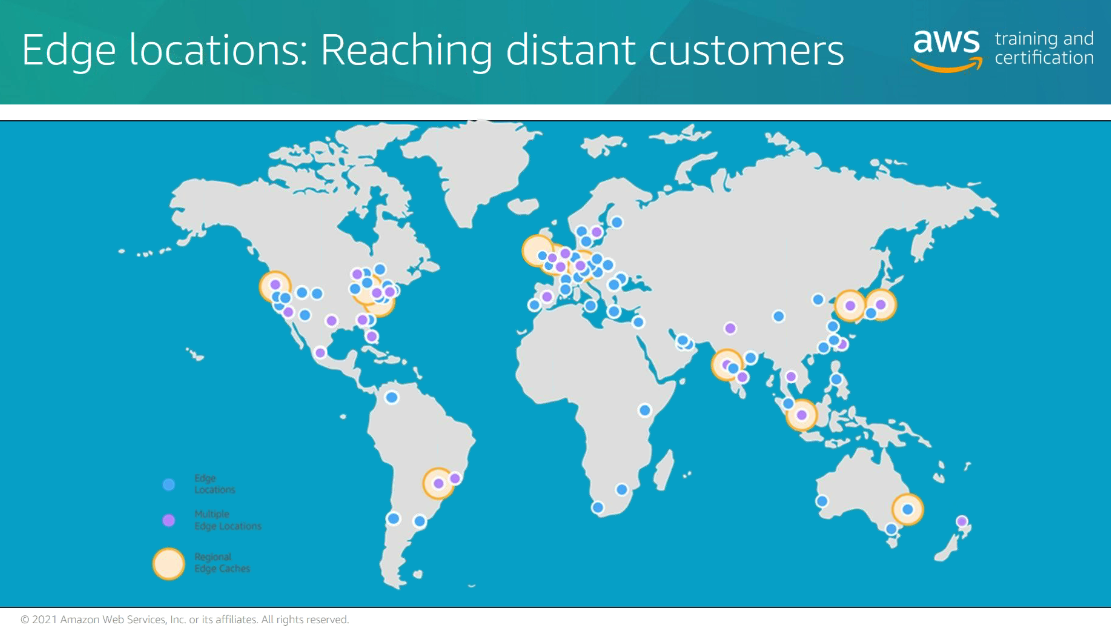 Edge locations: Reaching distant customers
aws training and
certification
Edge
Locations
Multiple
Edge Locations
Regional
Edge Caches
© 2021 Amazon Web Services, Inc. or its affiliates. All rights reserved.